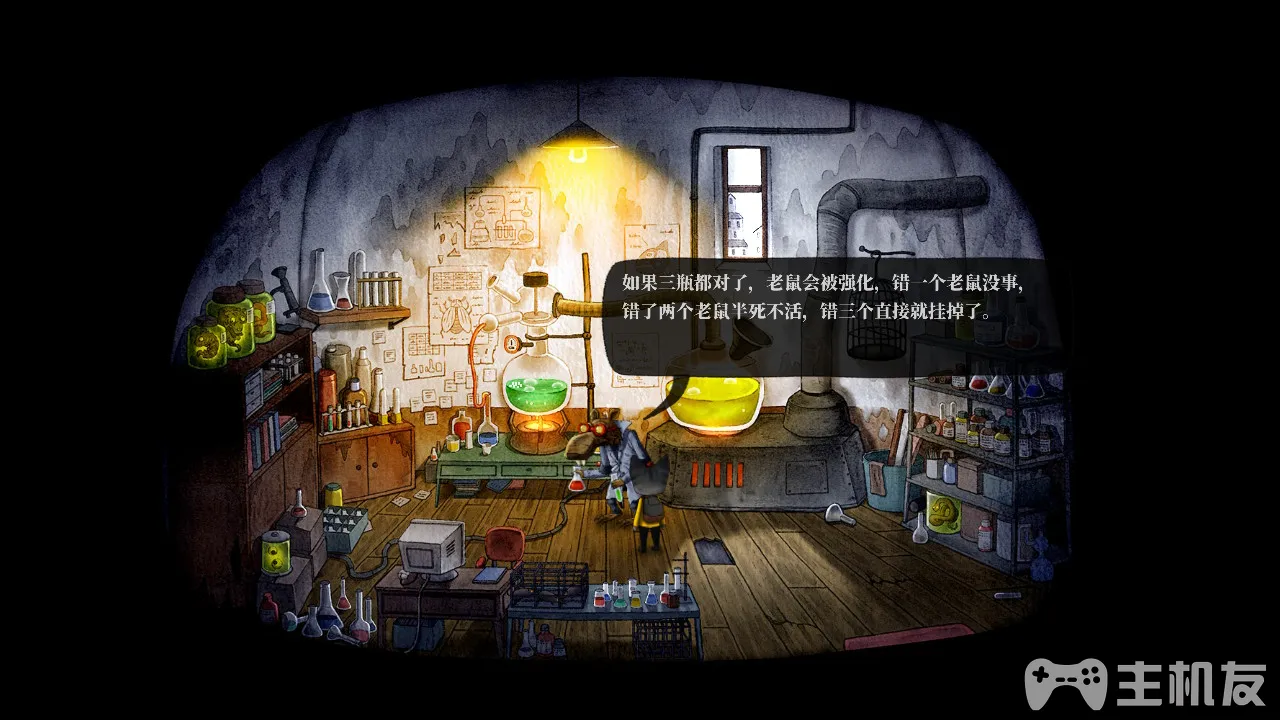 如果三瓶都对了，老鼠会被强化，错一个老鼠没事，
错了两个老鼠半死不活，错三个直接就挂掉了。
主机友